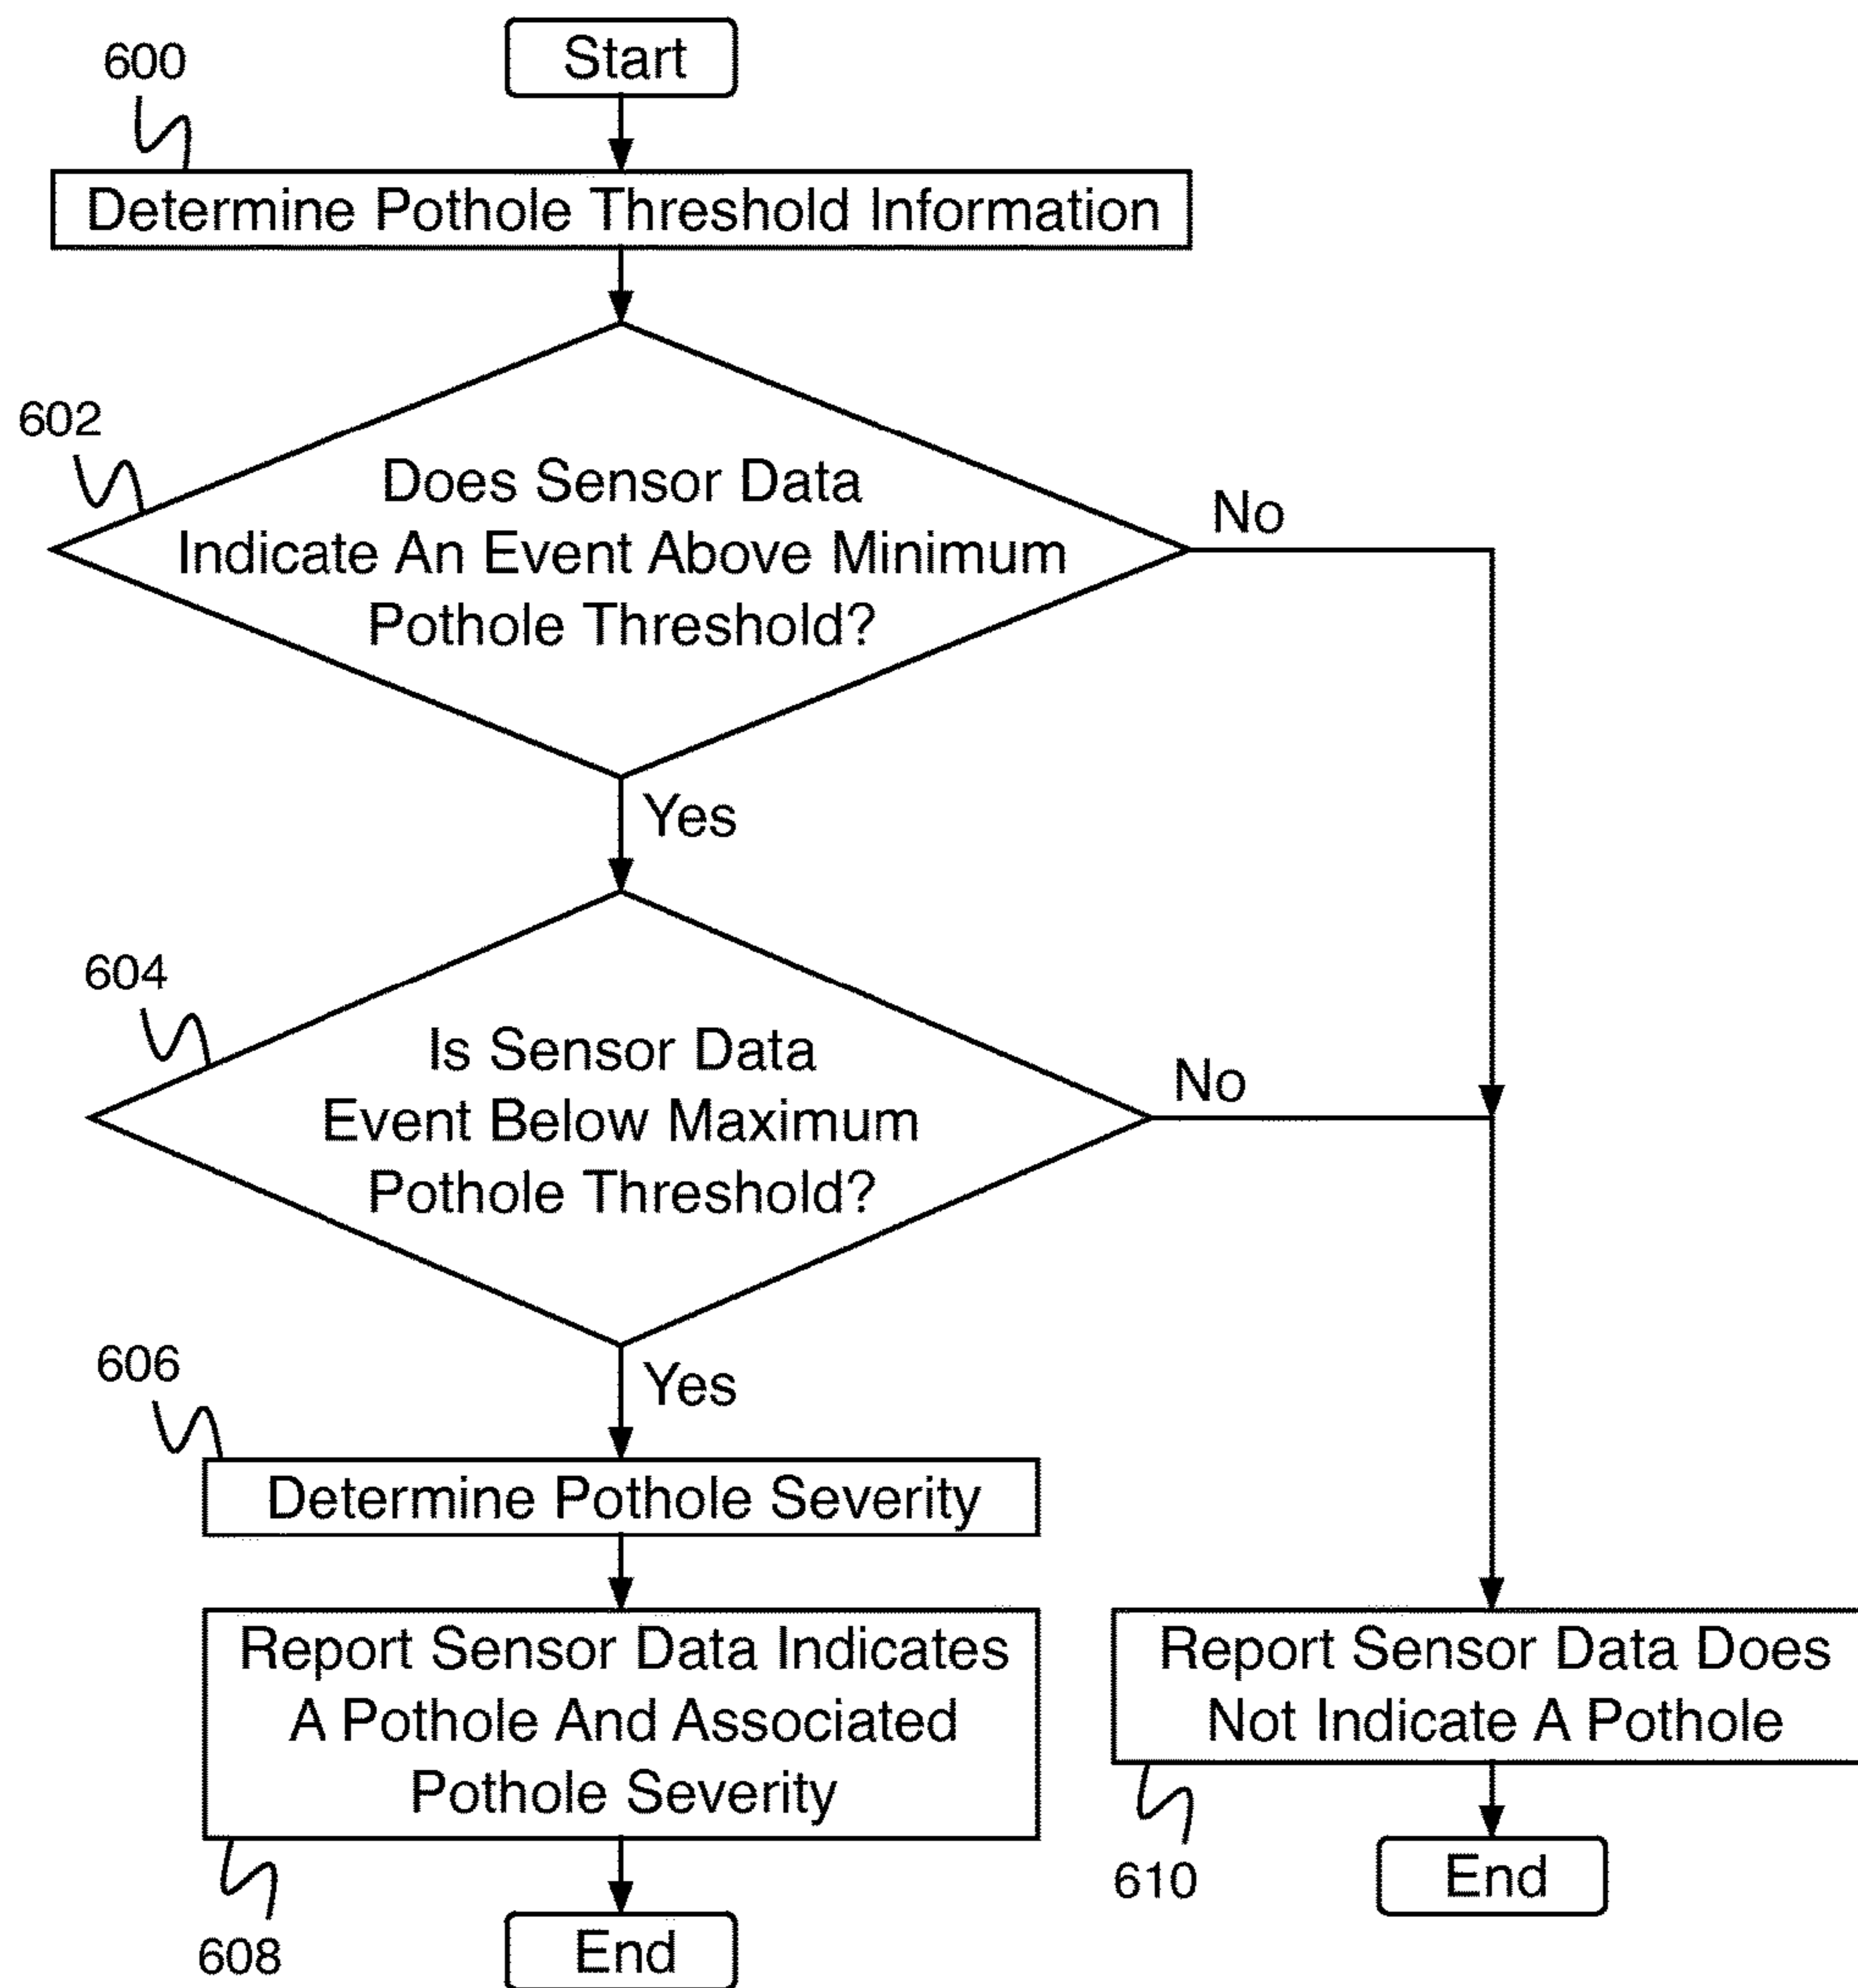 Start
600
Determine Pothole Threshold Information
602
Does Sensor Data
Indicate An Event Above Minimum
Pothole Threshold?
No
Yes
604
Is Sensor Data
Event Below Maximum
Pothole Threshold?
No
Yes
606
Determine Pothole Severity
Report Sensor Data Indicates
A Pothole And Associated
Pothole Severity
608
End
Report Sensor Data Does
Not Indicate A Pothole
610
End